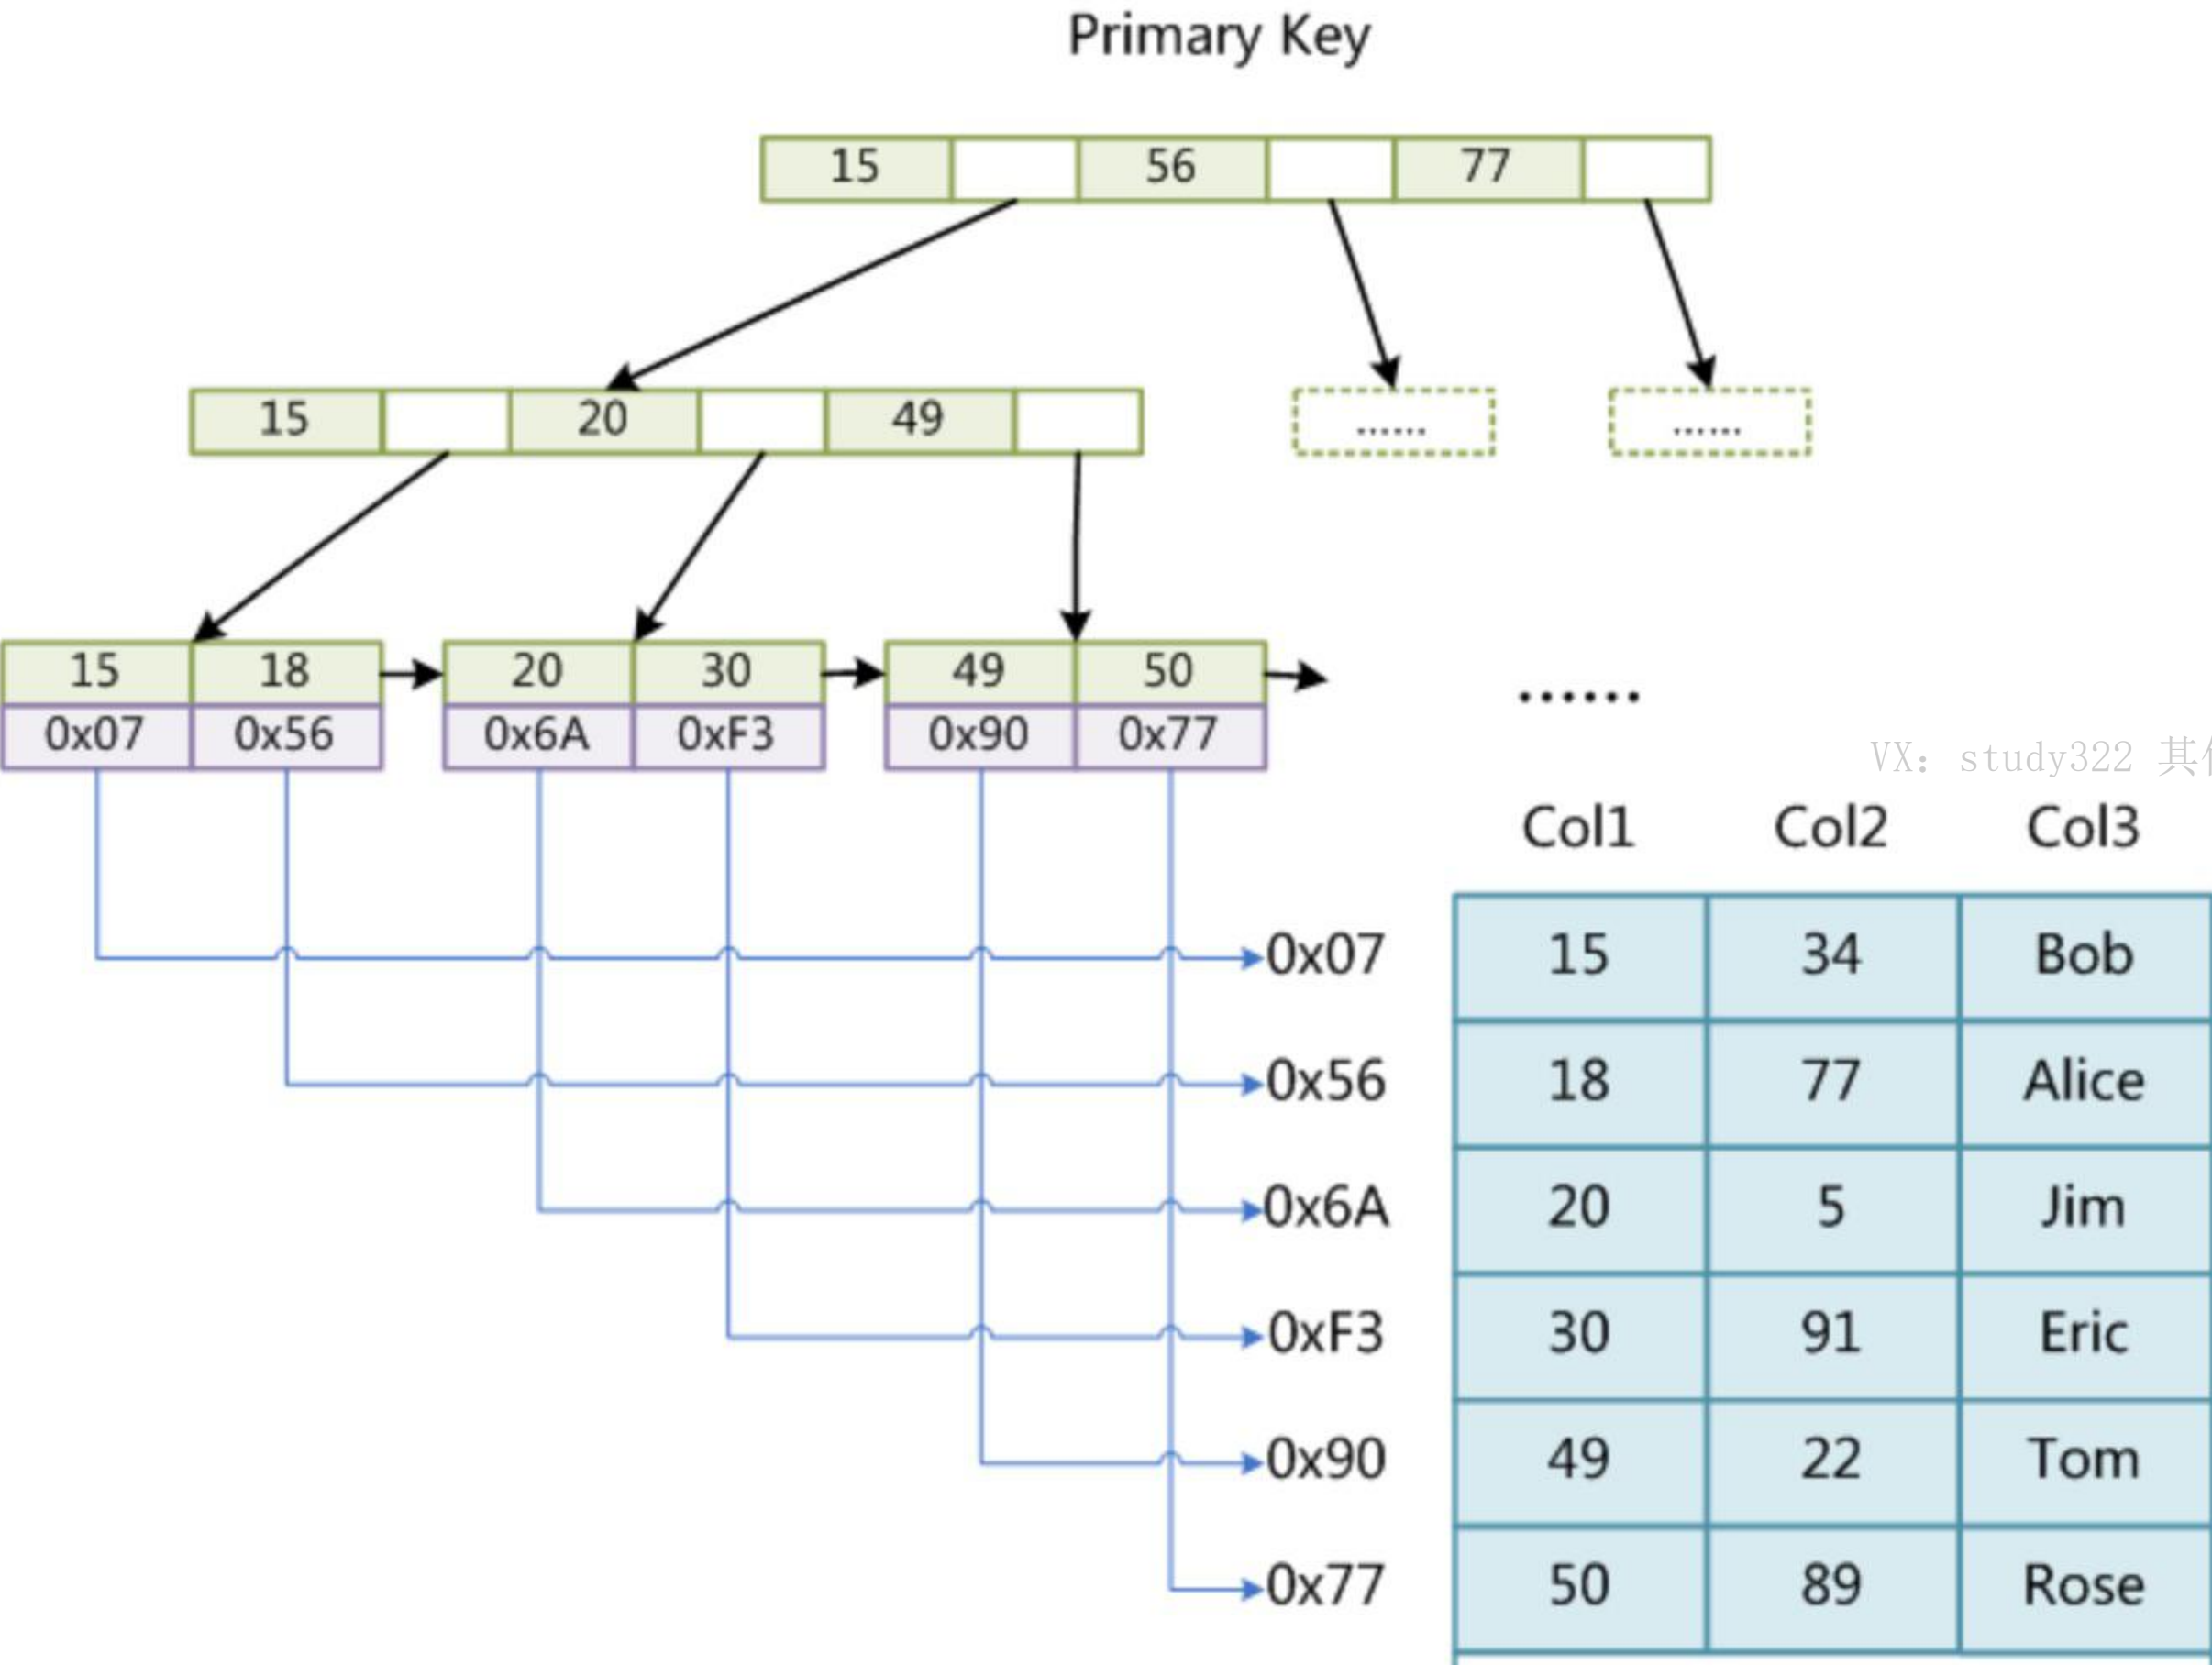 Primary Key
15 56 77
15 20 49
...... ......
15 18 20 30 49 50
......
0x07 0x56 0x6A 0xF3 0x90 0x77
VX: study322 其
Col1 Col2 Col3
0x07 15 34 Bob
0x56 18 77 Alice
0x6A 20 5 Jim
0xF3 30 91 Eric
0x90 49 22 Tom
0x77 50 89 Rose